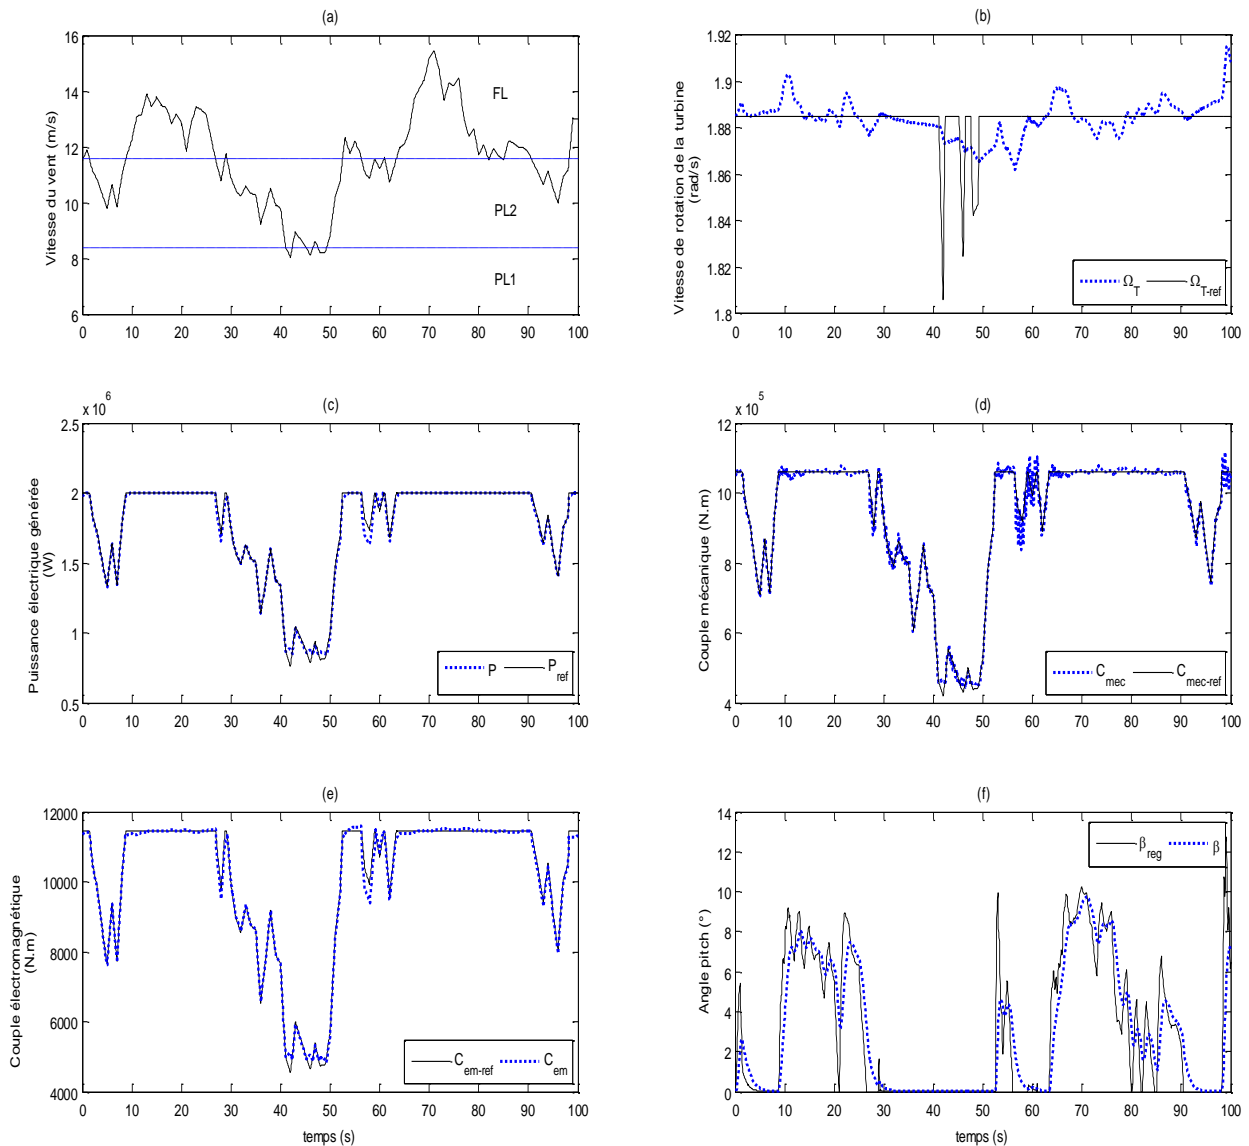 (a)
Vitesse du vent (m/s)
16
14
12
10
8
6
FL
PL2
PL1
0 10 20 30 40 50 60 70 80 90 100
(b)
Vitesse de rotation de la turbine
(rad/s)
1.92
1.9
1.88
1.86
1.84
1.82
1.8
Ω_T Ω_T-ref
0 10 20 30 40 50 60 70 80 90 100
(c)
x 10^6
Puissance électrique générée
(W)
2.5
2
1.5
1
0.5
P P_ref
0 10 20 30 40 50 60 70 80 90 100
(d)
x 10^5
Couple mécanique (N.m)
12
10
8
6
4
C_mec C_mec-ref
0 10 20 30 40 50 60 70 80 90 100
(e)
Couple électromagnétique
(N.m)
12000
10000
8000
6000
4000
C_em-ref C_em
0 10 20 30 40 50 60 70 80 90 100
temps (s)
(f)
Angle pitch (°)
14
12
10
8
6
4
2
0
β_reg β
0 10 20 30 40 50 60 70 80 90 100
temps (s)